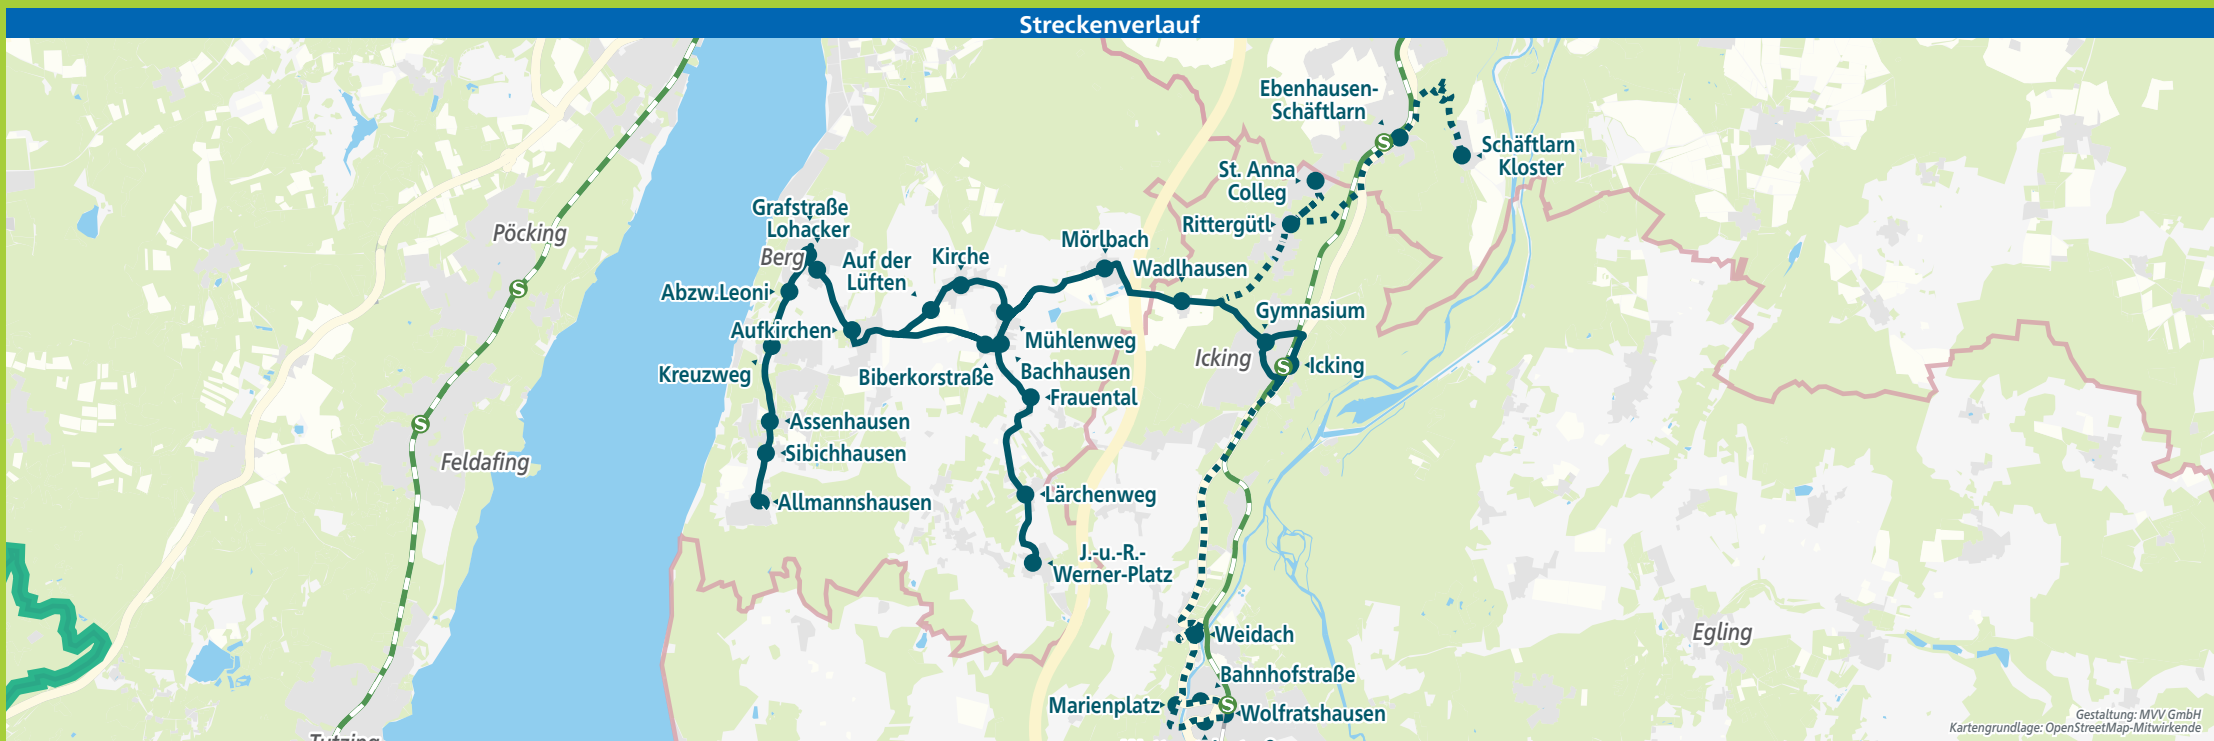 Streckenverlauf
Ebenhausen-
Schäftlarn
Schäftlarn
Kloster
St. Anna
Colleg
Rittergütl
Grafstraße
Lohacker
Pöcking
Berg
Auf der
Lüften
Kirche
Mörlbach
Wadlhausen
Abzw.Leoni
S
S
Gymnasium
Aufkirchen
Mühlenweg
Icking
S
Icking
Kreuzweg
Biberkorstraße
Bachhausen
Frauental
S
Assenhausen
Sibichhausen
Feldafing
Allmannshausen
Lärchenweg
J.-u.-R.-
Werner-Platz
Weidach
Egling
Bahnhofstraße
Marienplatz
S
Wolfratshausen
Tutzing
Gestaltung: MVV GmbH
Kartengrundlage: OpenStreetMap-Mitwirkende